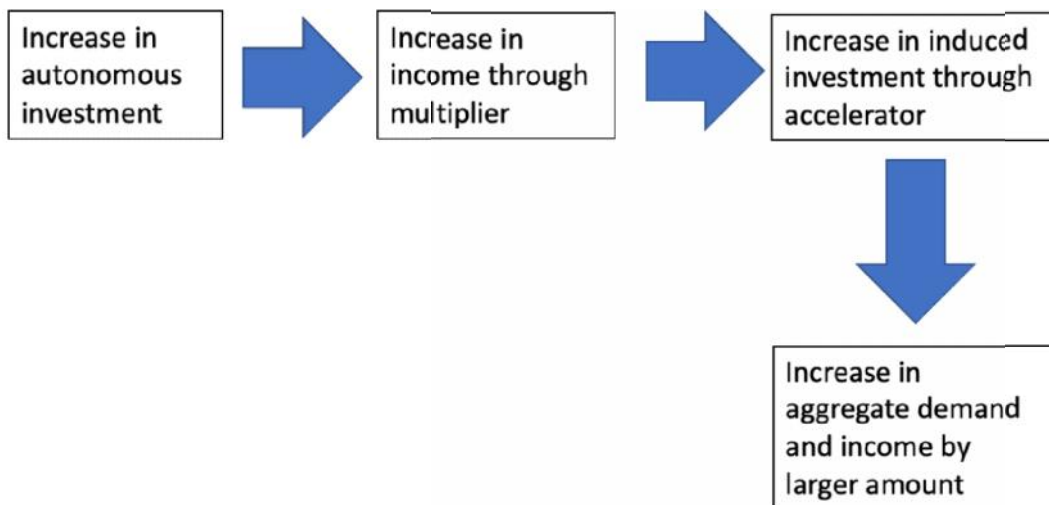 Increase in
autonomous
investment
Increase in
income through
multiplier
Increase in induced
investment through
accelerator
Increase in
aggregate demand
and income by
larger amount